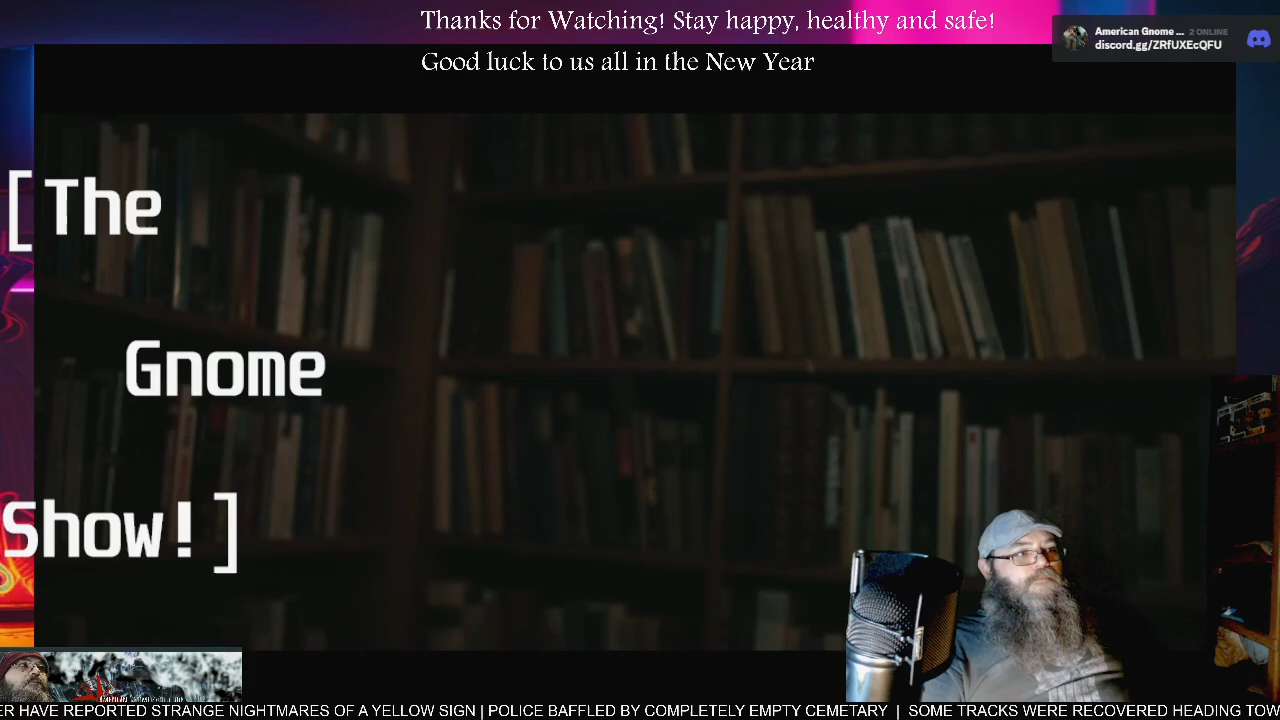 Thanks for Watching! Stay happy, healthy and safe!
American Gnome ... 2 ONLINE
discord.gg/ZRfUXEcQFU
Good luck to us all in the New Year
[The
Gnome
Show!]
ER HAVE REPORTED STRANGE NIGHTMARES OF A YELLOW SIGN | POLICE BAFFLED BY COMPLETELY EMPTY CEMETARY | SOME TRACKS WERE RECOVERED HEADING TOW